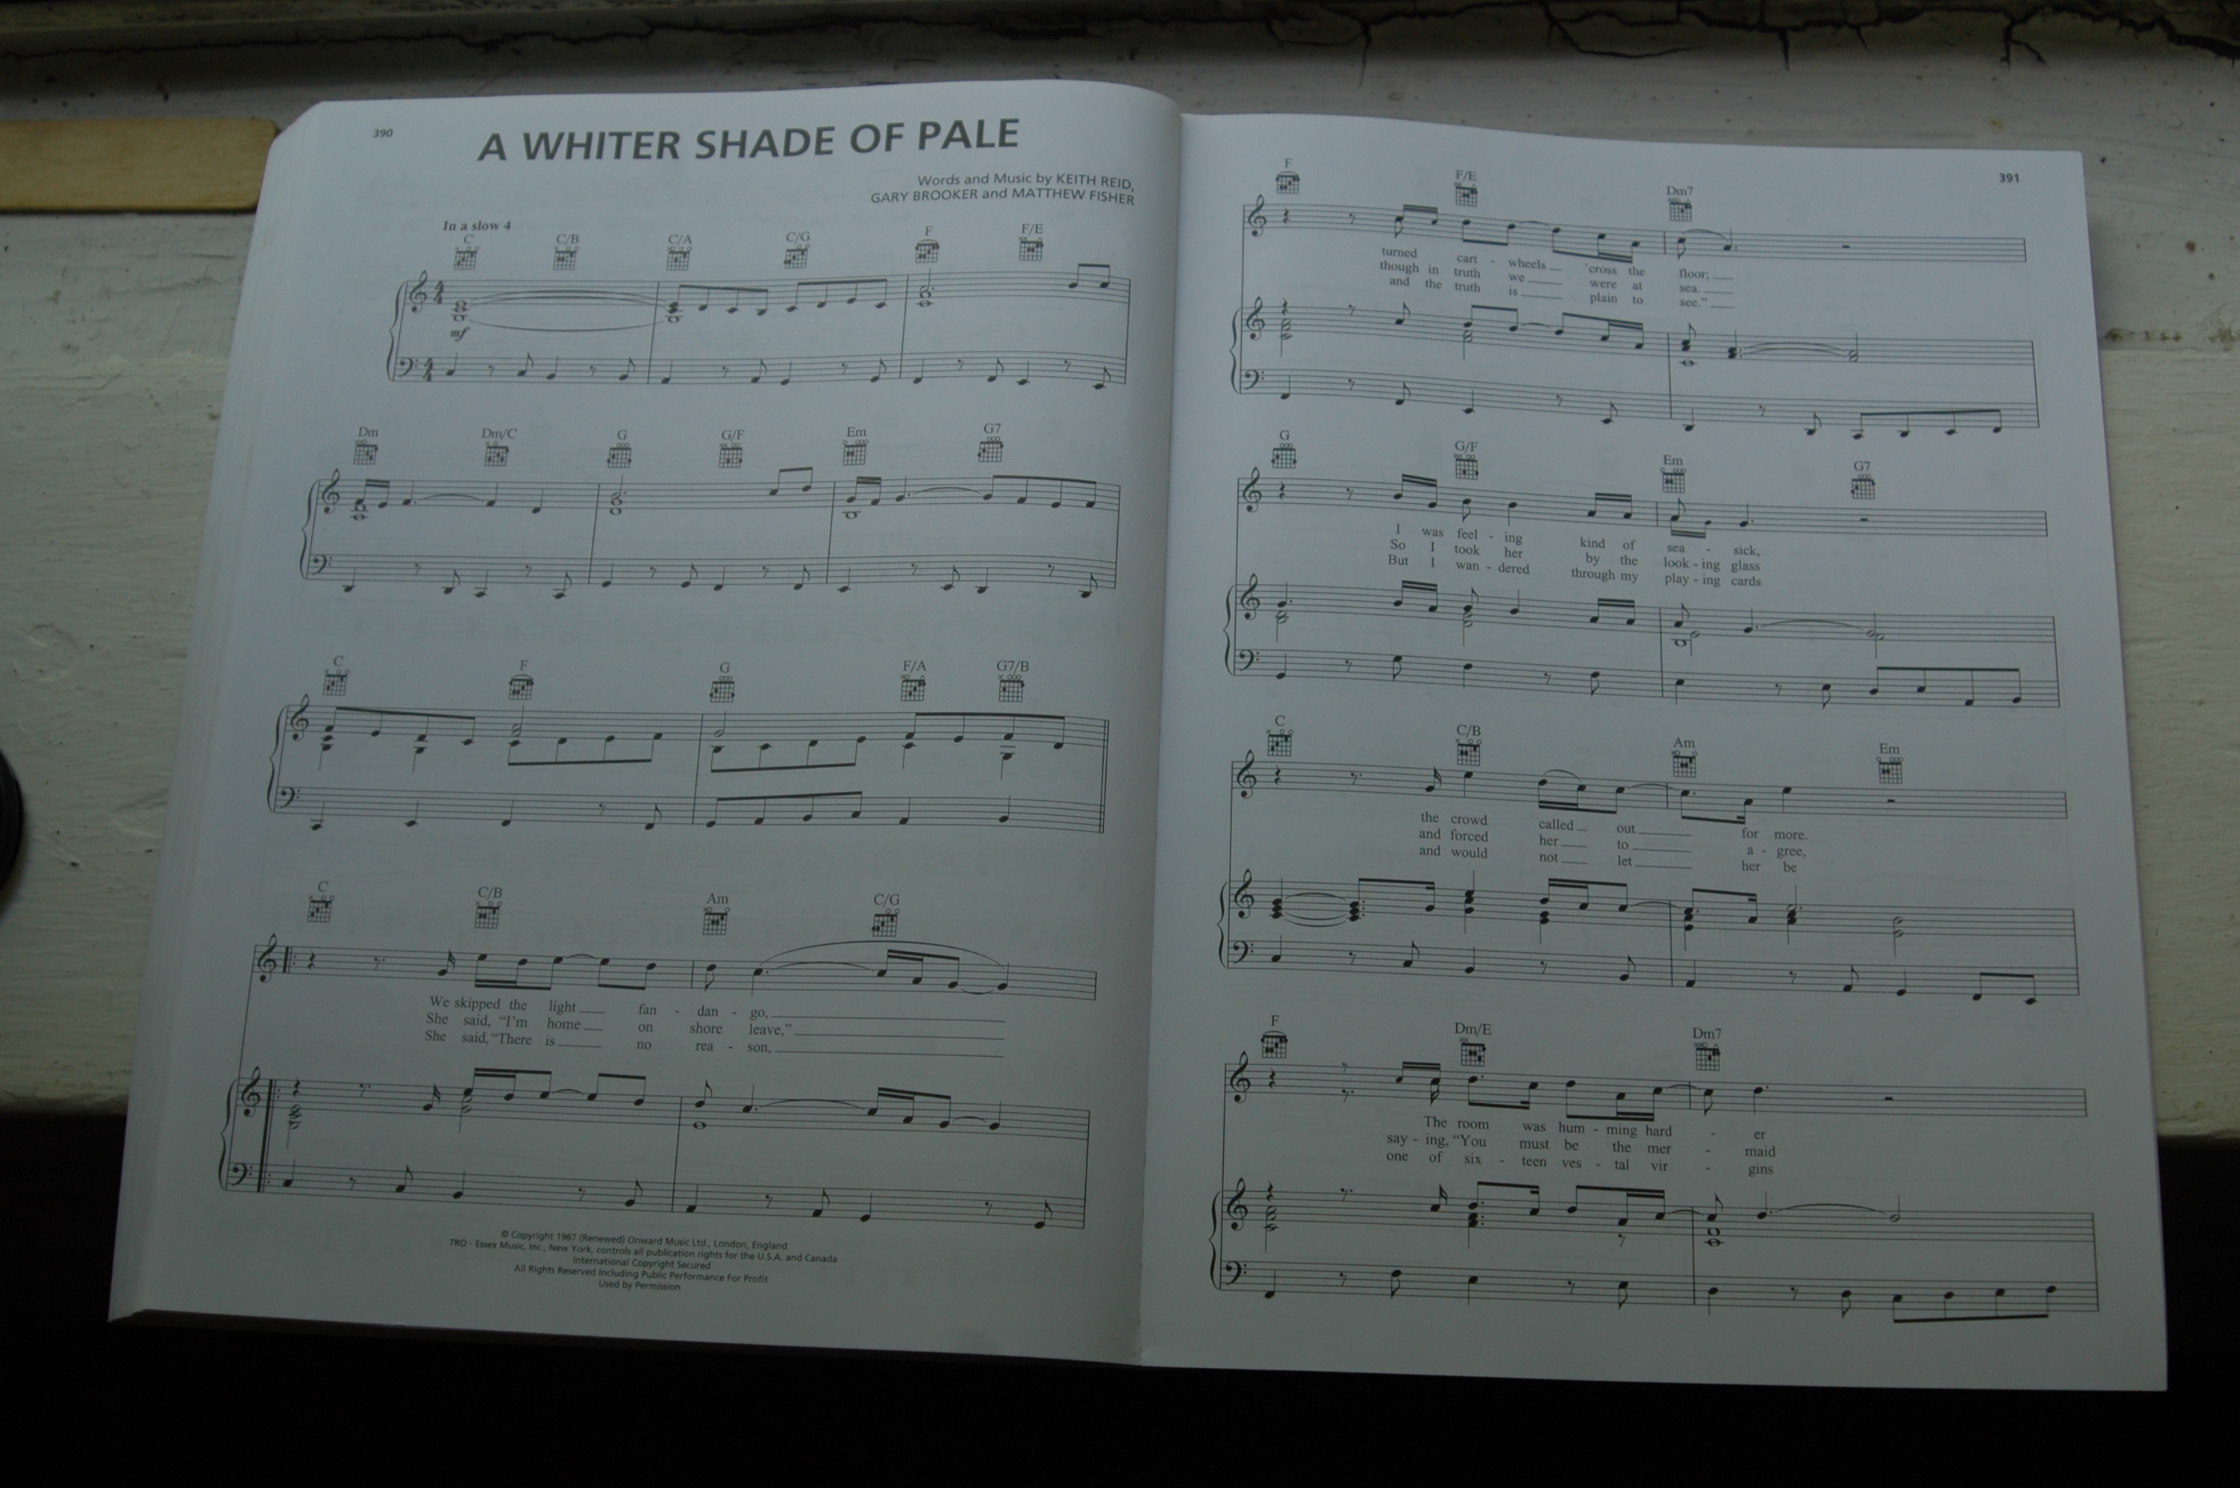 390
A WHITER SHADE OF PALE
Words and Music by KEITH REID,
GARY BROOKER and MATTHEW FISHER
In a slow 4
C C/B C/A C/G F F/E
mf
Dm Dm/C G G/F Em G7
C F G F/A G7/B
C C/B Am C/G
We skipped the light fan - dan - go,
She said, “I'm home on shore leave,”
She said, “There is no rea - son,
© Copyright 1967 (Renewed) Onward Music Ltd., London, England
TRO - Essex Music, Inc., New York, controls all publication rights for the U.S.A. and Canada
International Copyright Secured
All Rights Reserved Including Public Performance For Profit
Used by Permission
391
F F/E Dm7
turned cart - wheels 'cross the floor;
though in truth we were at sea.
and the truth is plain to see.”
G G/F Em G7
I was feel - ing kind of sea - sick,
So I took her by the look - ing glass
But I wan - dered through my play - ing cards
C C/B Am Em
the crowd called out for more.
and forced her to a - gree,
and would not let her be
F Dm/E Dm7
The room was hum - ming hard - er
say - ing, “You must be the mer - maid
one of six - teen ves - tal vir - gins